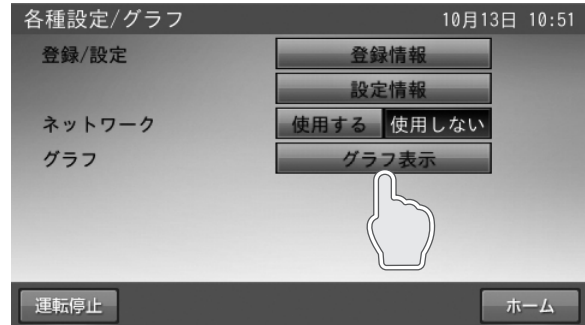 各種設定/グラフ 10月13日 10:51
登録/設定 登録情報
設定情報
ネットワーク 使用する 使用しない
グラフ グラフ表示
運転停止 ホーム